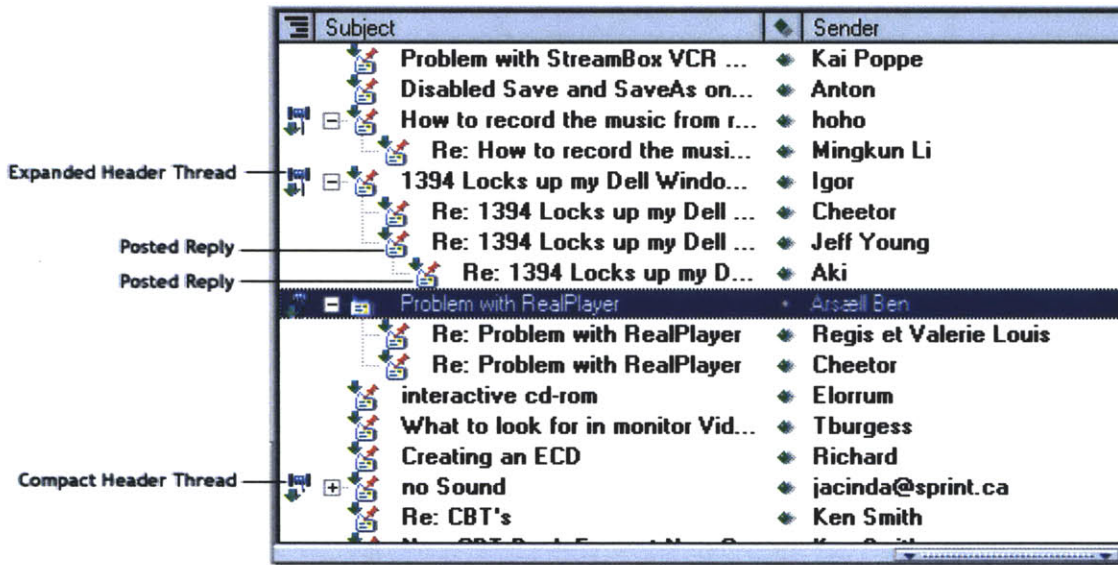 Subject Sender
Problem with StreamBox VCR ... Kai Poppe
Disabled Save and SaveAs on... Anton
How to record the music from r... hoho
Re: How to record the musi... Mingkun Li
Expanded Header Thread 1394 Locks up my Dell Windo... Igor
Re: 1394 Locks up my Dell ... Cheetor
Posted Reply Re: 1394 Locks up my Dell ... Jeff Young
Posted Reply Re: 1394 Locks up my D... Aki
Problem with RealPlayer Arsæll Ben
Re: Problem with RealPlayer Regis et Valerie Louis
Re: Problem with RealPlayer Cheetor
interactive cd-rom Elorrum
What to look for in monitor Vid... Tburgess
Creating an ECD Richard
Compact Header Thread no Sound jacinda@sprint.ca
Re: CBT's Ken Smith